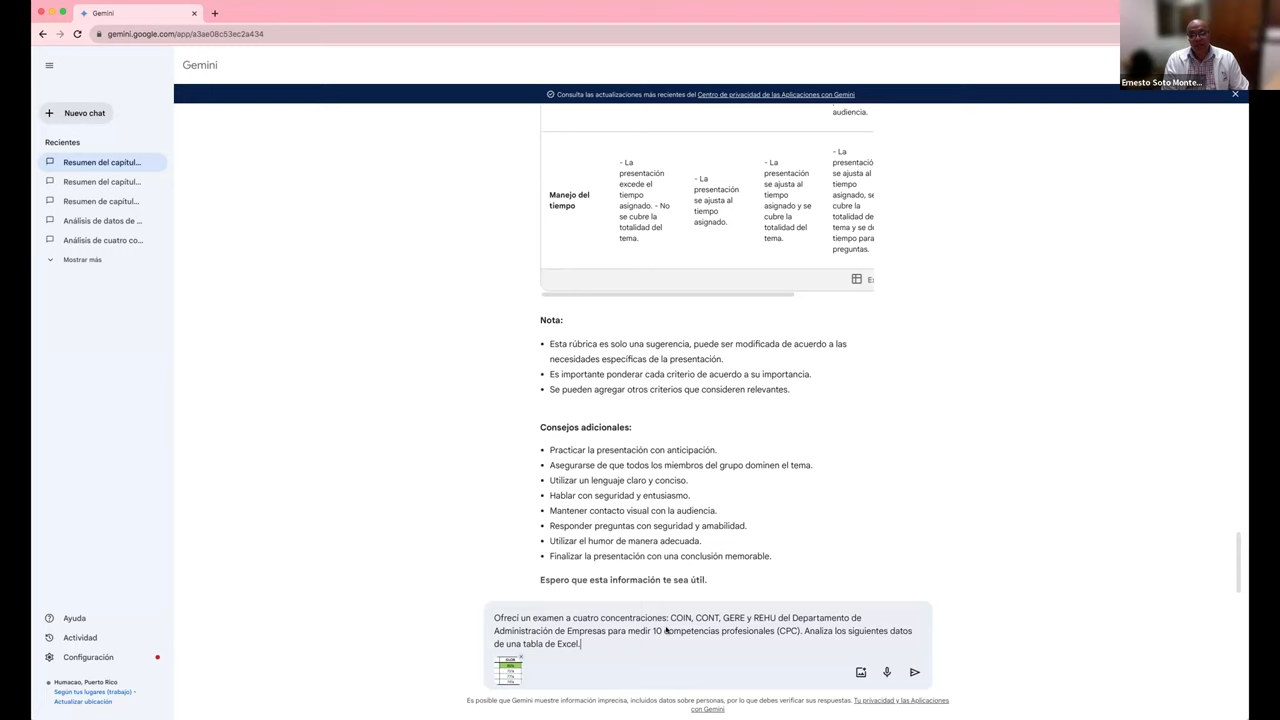 Gemini
gemini.google.com/app/a3ae08c53ec2a434
Ernesto Soto Monte...
Gemini
Consulta las actualizaciones más recientes del Centro de privacidad de las Aplicaciones con Gemini
Nuevo chat
Recientes
Resumen del capítul...
Resumen del capítul...
Resumen de capítul...
Análisis de datos de ...
Análisis de cuatro co...
Mostrar más
audiencia.
Manejo del
tiempo
- La
presentación
excede el
tiempo
asignado. - No
se cubre la
totalidad del
tema.
- La
presentación
se ajusta al
tiempo
asignado.
- La
presentación
se ajusta al
tiempo
asignado y se
cubre la
totalidad del
tema.
- La
presentació
se ajusta al
tiempo
asignado, se
cubre la
totalidad de
tema y se d
tiempo para
preguntas.
Nota:
• Esta rúbrica es solo una sugerencia, puede ser modificada de acuerdo a las
necesidades específicas de la presentación.
• Es importante ponderar cada criterio de acuerdo a su importancia.
• Se pueden agregar otros criterios que consideren relevantes.
Consejos adicionales:
• Practicar la presentación con anticipación.
• Asegurarse de que todos los miembros del grupo dominen el tema.
• Utilizar un lenguaje claro y conciso.
• Hablar con seguridad y entusiasmo.
• Mantener contacto visual con la audiencia.
• Responder preguntas con seguridad y amabilidad.
• Utilizar el humor de manera adecuada.
• Finalizar la presentación con una conclusión memorable.
Espero que esta información te sea útil.
Ofrecí un examen a cuatro concentraciones: COIN, CONT, GERE y REHU del Departamento de
Administración de Empresas para medir 10 competencias profesionales (CPC). Analiza los siguientes datos
de una tabla de Excel.
Ayuda
Actividad
Configuración
Humacao, Puerto Rico
Según tus lugares (trabajo) •
Actualizar ubicación
Es posible que Gemini muestre información imprecisa, incluidos datos sobre personas, por lo que debes verificar sus respuestas. Tu privacidad y las Aplicaciones
con Gemini